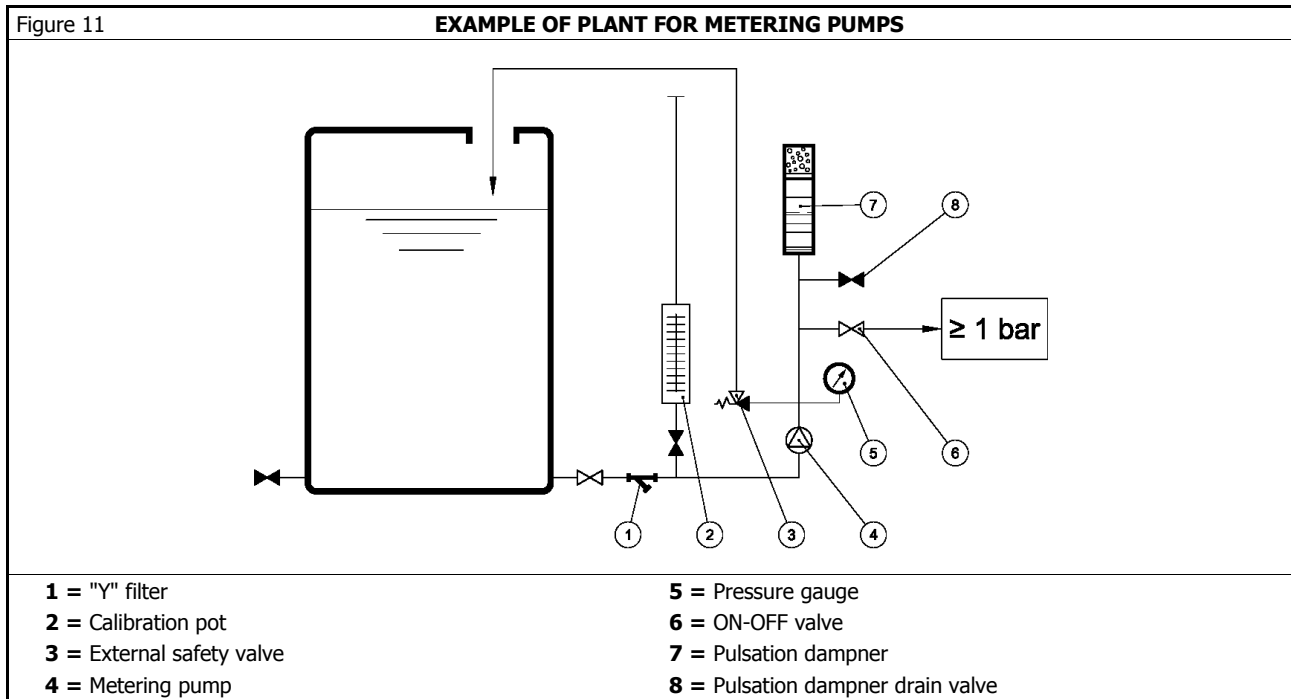 Figure 11
EXAMPLE OF PLANT FOR METERING PUMPS
7
8
≥ 1 bar
5
6
1
2
3
4
1 = "Y" filter
2 = Calibration pot
3 = External safety valve
4 = Metering pump
5 = Pressure gauge
6 = ON-OFF valve
7 = Pulsation dampner
8 = Pulsation dampner drain valve